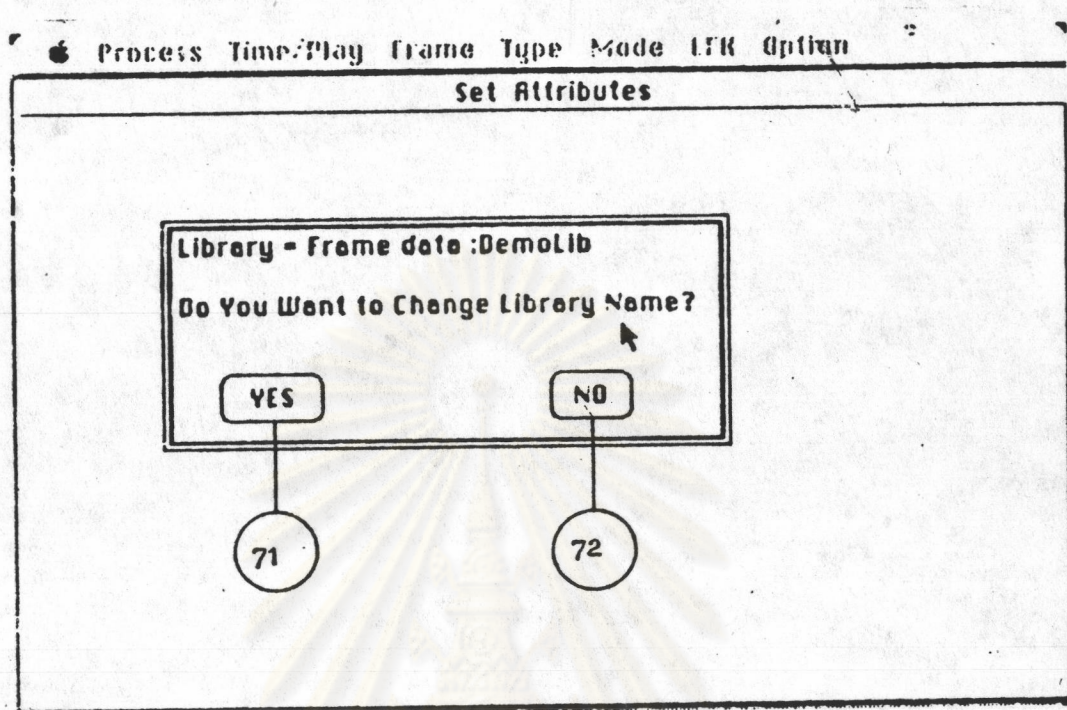 Process Time/Play Frame Type Mode LTK Option
Set Attributes
Library = Frame data :DemoLib
Do You Want to Change Library Name?
YES NO
71 72